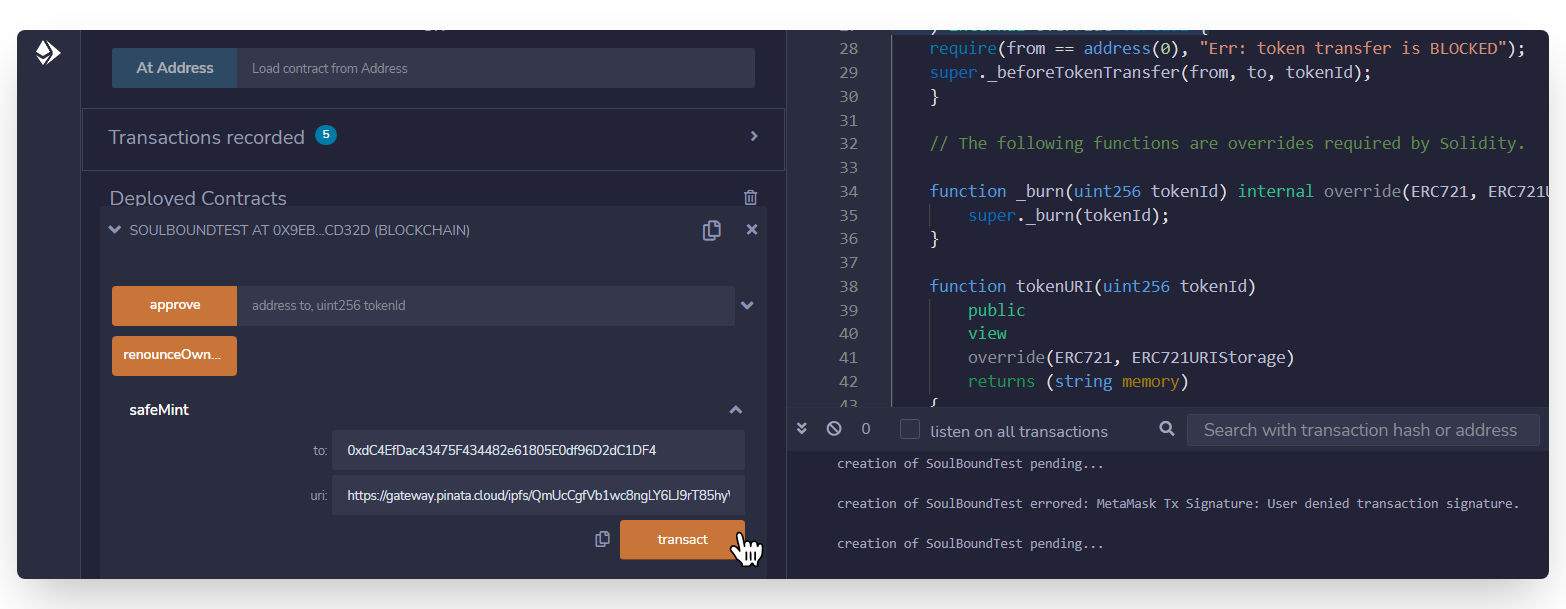 At Address
Load contract from Address
Transactions recorded 5
Deployed Contracts
SOULBOUNDTEST AT 0X9EB...CD32D (BLOCKCHAIN)
approve
address to, uint256 tokenId
renounceOwn...
safeMint
to:
0xdC4EfDac43475F434482e61805E0df96D2dC1DF4
uri:
https://gateway.pinata.cloud/ipfs/QmUcCgfVb1wc8ngLY6LJ9rT85hy
transact
28 require(from == address(0), "Err: token transfer is BLOCKED");
29 super._beforeTokenTransfer(from, to, tokenId);
30 }
31
32 // The following functions are overrides required by Solidity.
33
34 function _burn(uint256 tokenId) internal override(ERC721, ERC721U
35 super._burn(tokenId);
36 }
37
38 function tokenURI(uint256 tokenId)
39 public
40 view
41 override(ERC721, ERC721URIStorage)
42 returns (string memory)
43 {
0
listen on all transactions
Search with transaction hash or address
creation of SoulBoundTest pending...
creation of SoulBoundTest errored: MetaMask Tx Signature: User denied transaction signature.
creation of SoulBoundTest pending...